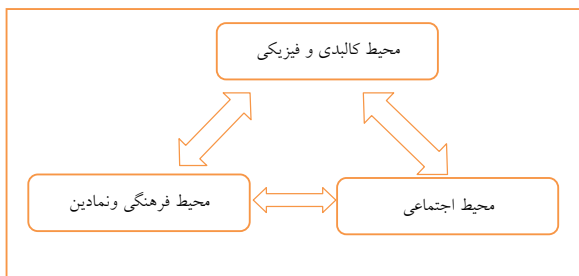 محیط کالبدی و فیزیکی
محیط اجتماعی
محیط فرهنگی ونمادین